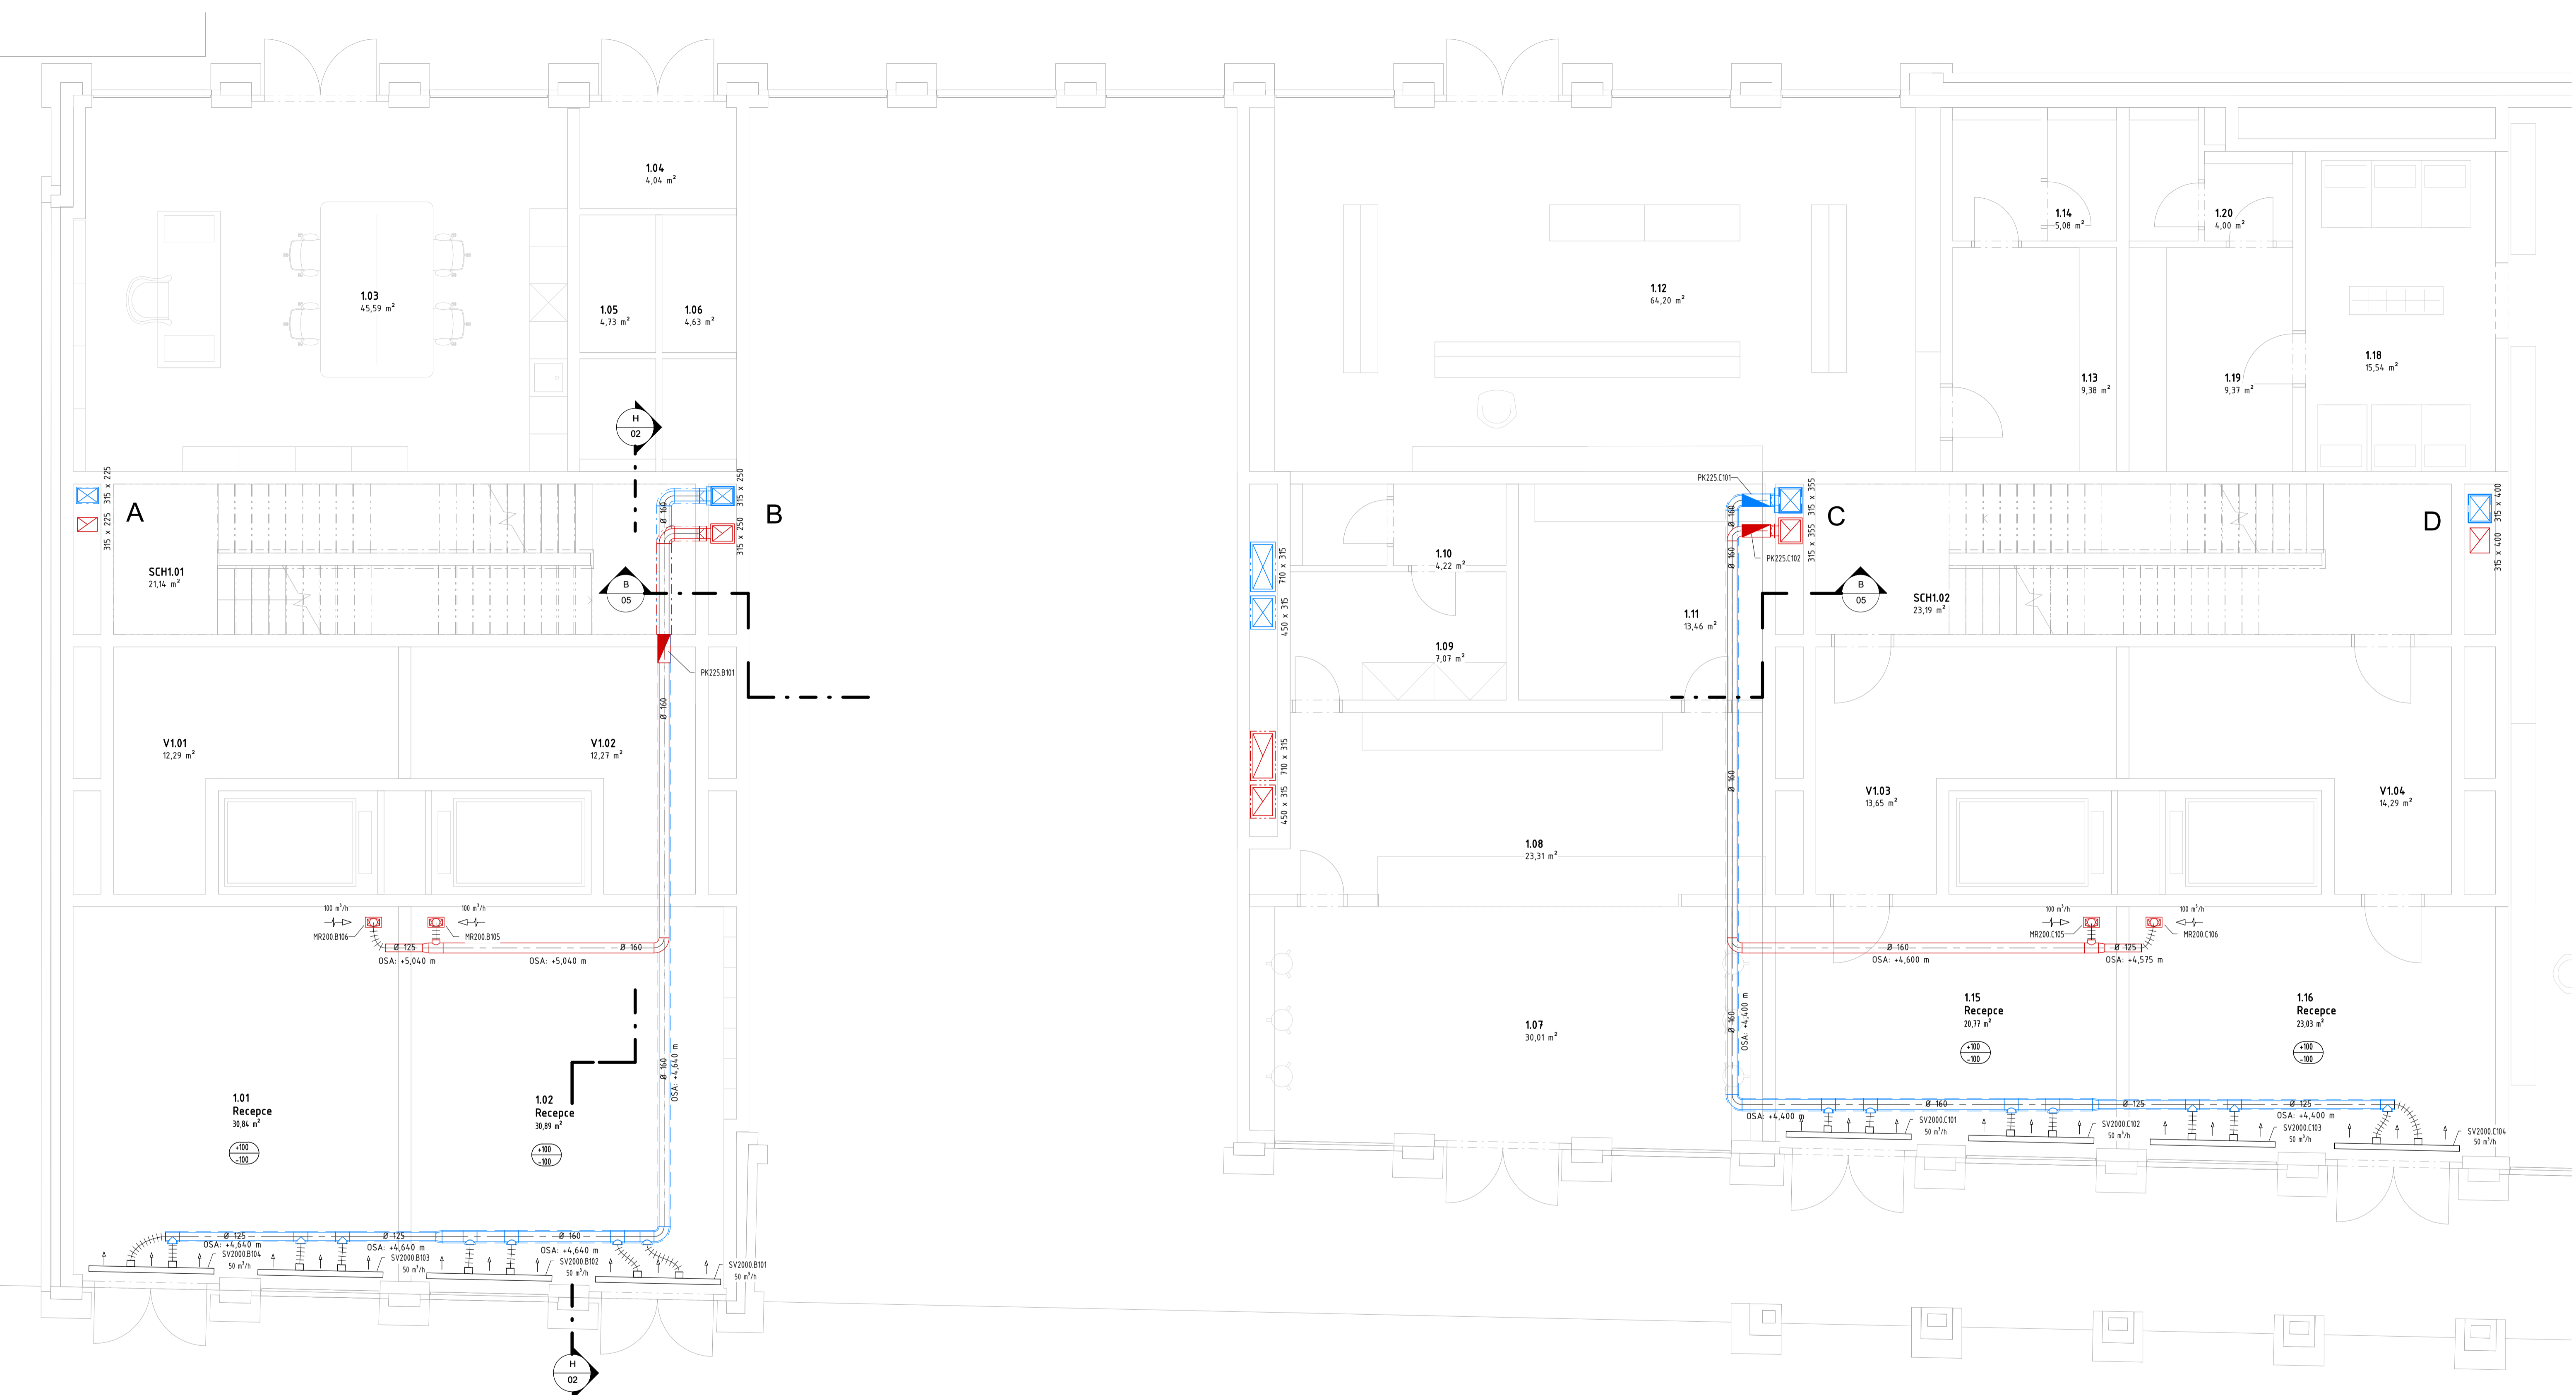 1.04
4,04 m²
1.14
5,08 m²
1.20
4,00 m²
1.03
45,59 m²
1.05
4,73 m²
1.06
4,63 m²
1.12
64,20 m²
1.13
9,38 m²
1.19
9,37 m²
1.18
15,54 m²
H
02
315 x 225
315 x 225
A
Ø 160
315 x 250
315 x 250
B
PK225.C101
Ø 160
315 x 355
315 x 355
C
PK225.C102
Ø 160
D
315 x 400
315 x 400
SCH1.01
21,14 m²
B
05
710 x 315
450 x 315
1.10
4,22 m²
1.11
13,46 m²
B
05
SCH1.02
23,19 m²
1.09
7,07 m²
PK225.B101
Ø 160
V1.01
12,29 m²
V1.02
12,27 m²
710 x 315
450 x 315
Ø 160
V1.03
13,65 m²
V1.04
14,29 m²
1.08
23,31 m²
100 m³/h
100 m³/h
MR200.B106
MR200.B105
Ø 125
Ø 160
OSA: +5,040 m
OSA: +5,040 m
100 m³/h
100 m³/h
MR200.C105
MR200.C106
Ø 160
Ø 125
OSA: +4,600 m
OSA: +4,575 m
1.07
30,01 m²
Ø 160
OSA: +4,400 m
1.15
Recepce
20,77 m²
+100
-100
1.16
Recepce
23,03 m²
+100
-100
Ø 160
OSA: +4,640 m
1.01
Recepce
30,84 m²
+100
-100
1.02
Recepce
30,89 m²
+100
-100
Ø 160
Ø 125
Ø 125
OSA: +4,400 m
OSA: +4,400 m
SV2000.C101
50 m³/h
SV2000.C102
50 m³/h
SV2000.C103
50 m³/h
SV2000.C104
50 m³/h
Ø 125
Ø 125
Ø 160
OSA: +4,640 m
OSA: +4,640 m
OSA: +4,640 m
SV2000.B104
50 m³/h
SV2000.B103
50 m³/h
SV2000.B102
50 m³/h
SV2000.B101
50 m³/h
H
02